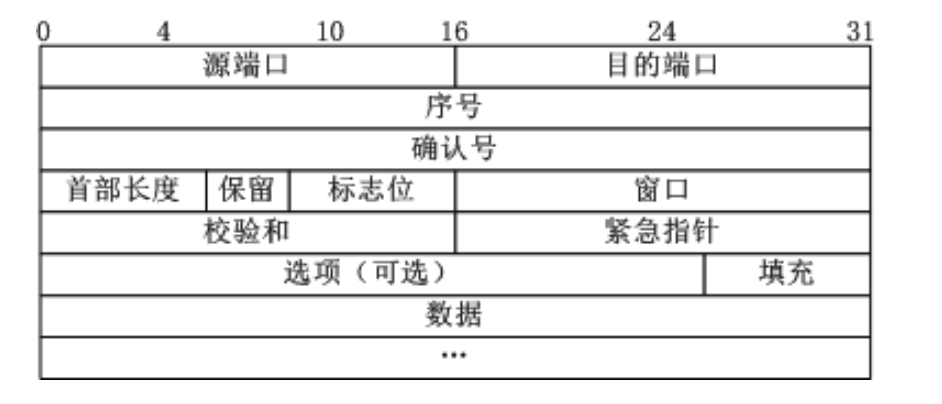 0 4 10 16 24 31
源端口 目的端口
序号
确认号
首部长度 保留 标志位 窗口
校验和 紧急指针
选项（可选） 填充
数据
…